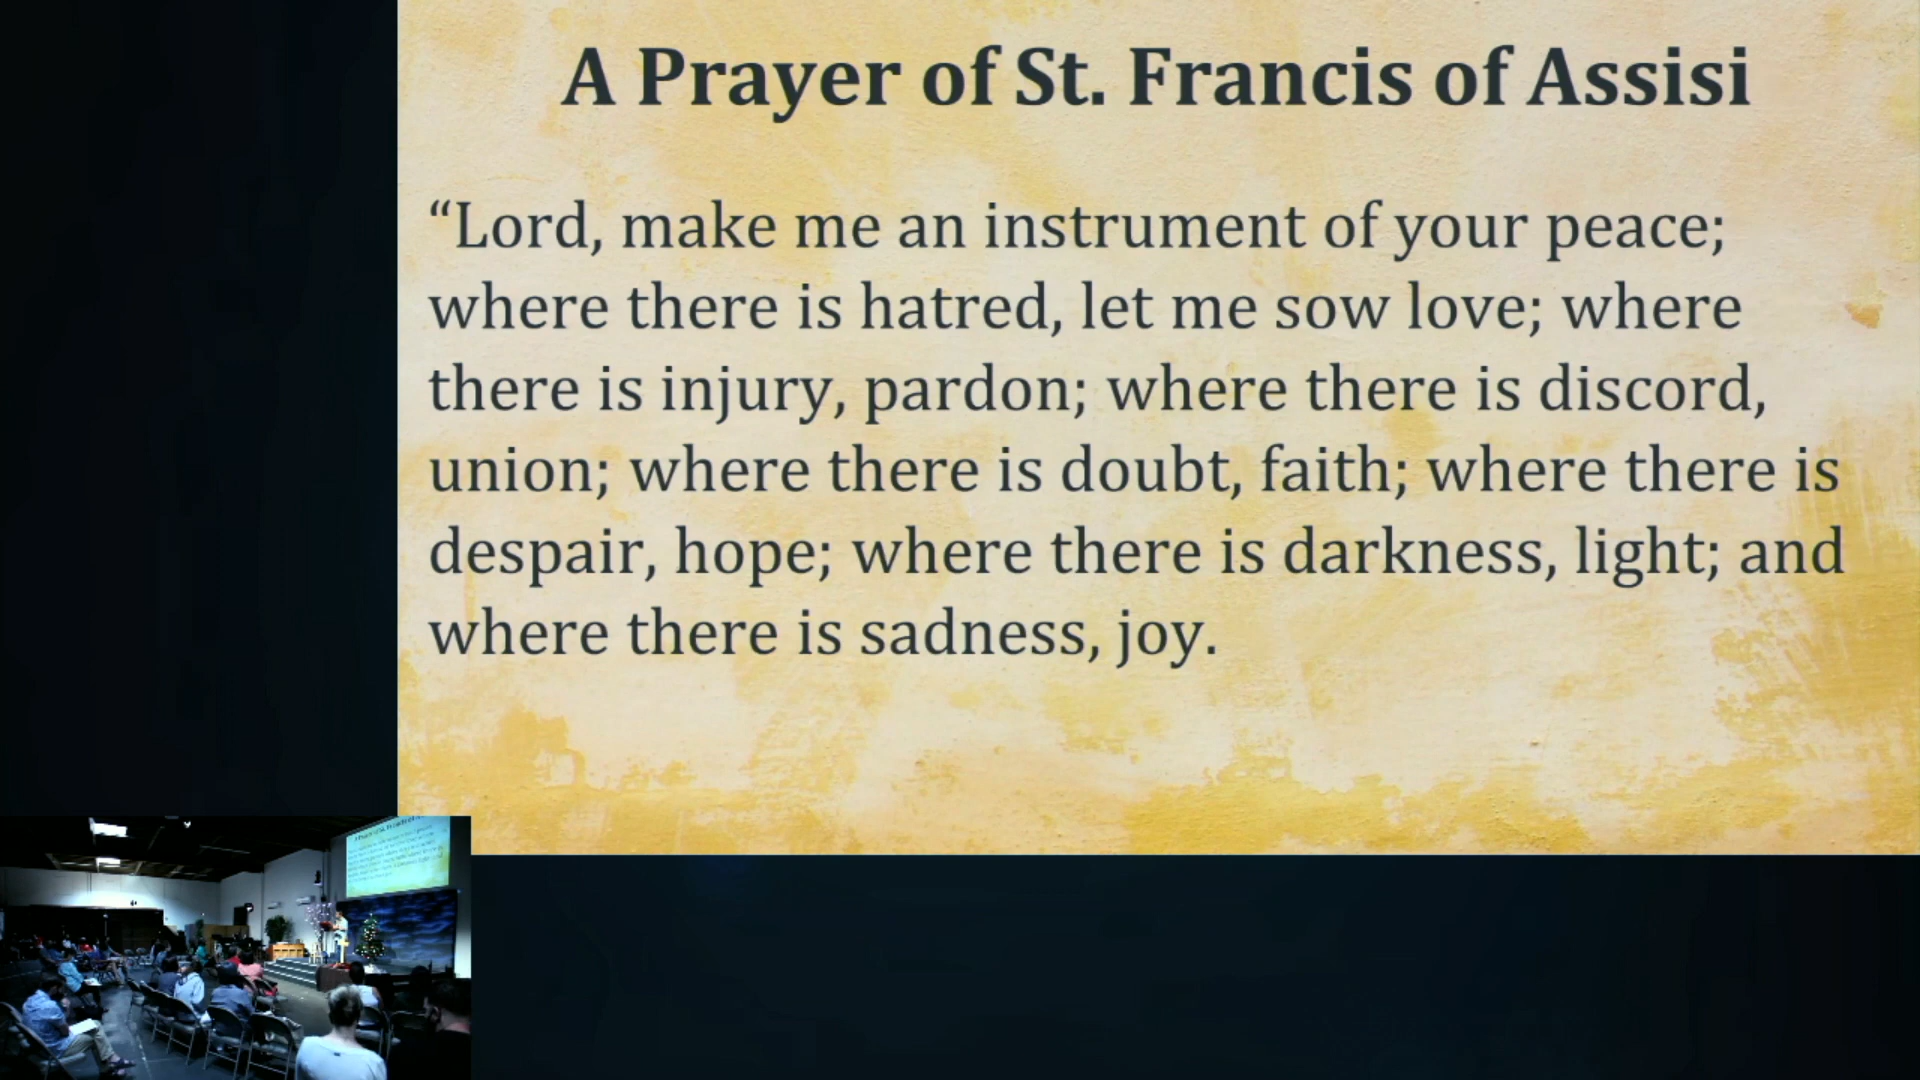 A Prayer of St. Francis of Assisi
“Lord, make me an instrument of your peace;
where there is hatred, let me sow love; where
there is injury, pardon; where there is discord,
union; where there is doubt, faith; where there is
despair, hope; where there is darkness, light; and
where there is sadness, joy.